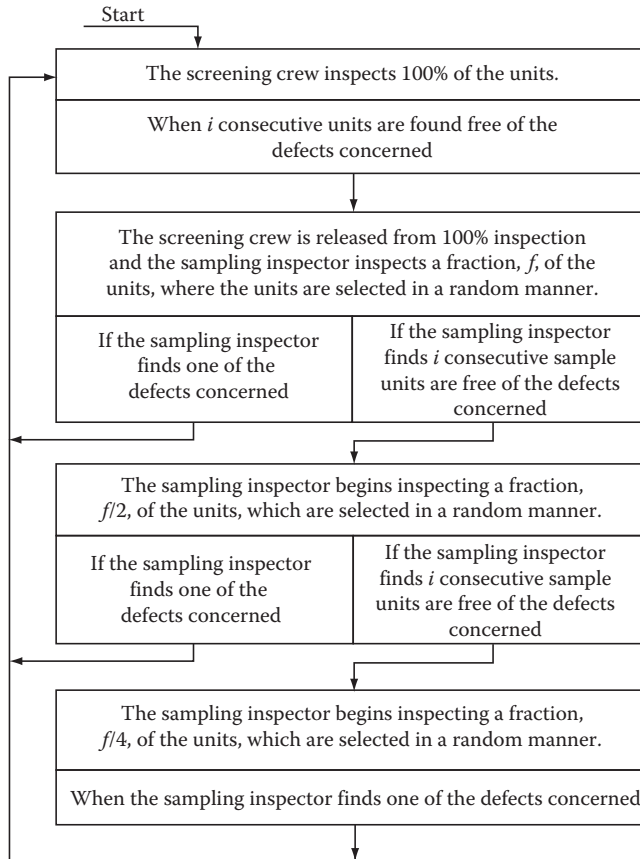 Start
The screening crew inspects 100% of the units.
When i consecutive units are found free of the
defects concerned
The screening crew is released from 100% inspection
and the sampling inspector inspects a fraction, f, of the
units, where the units are selected in a random manner.
If the sampling inspector
finds one of the
defects concerned
If the sampling inspector
finds i consecutive sample
units are free of the defects
concerned
The sampling inspector begins inspecting a fraction,
f/2, of the units, which are selected in a random manner.
If the sampling inspector
finds one of the
defects concerned
If the sampling inspector
finds i consecutive sample
units are free of the defects
concerned
The sampling inspector begins inspecting a fraction,
f/4, of the units, which are selected in a random manner.
When the sampling inspector finds one of the defects concerned